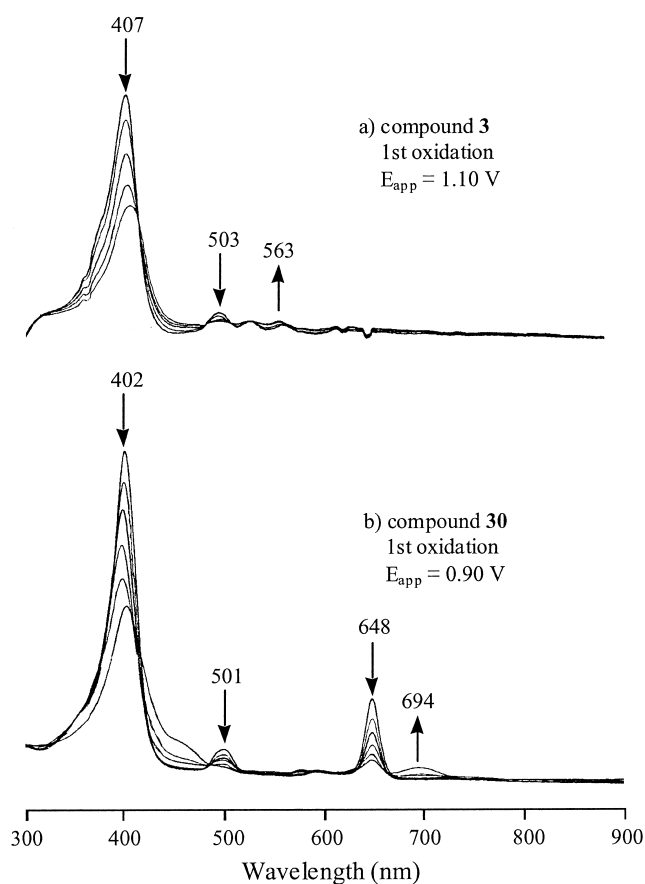 407
a) compound 3
1st oxidation
E_app = 1.10 V
503
563
402
b) compound 30
1st oxidation
E_app = 0.90 V
648
501
694
300 400 500 600 700 800 900
Wavelength (nm)